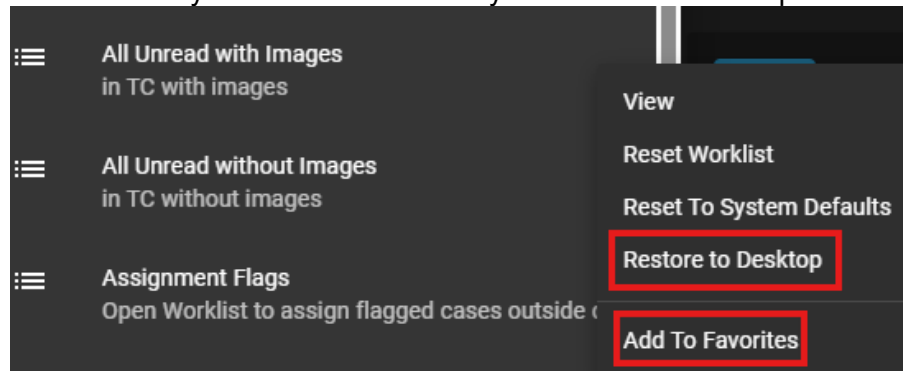 All Unread with Images
in TC with images
All Unread without Images
in TC without images
Assignment Flags
Open Worklist to assign flagged cases outside
View
Reset Worklist
Reset To System Defaults
Restore to Desktop
Add To Favorites